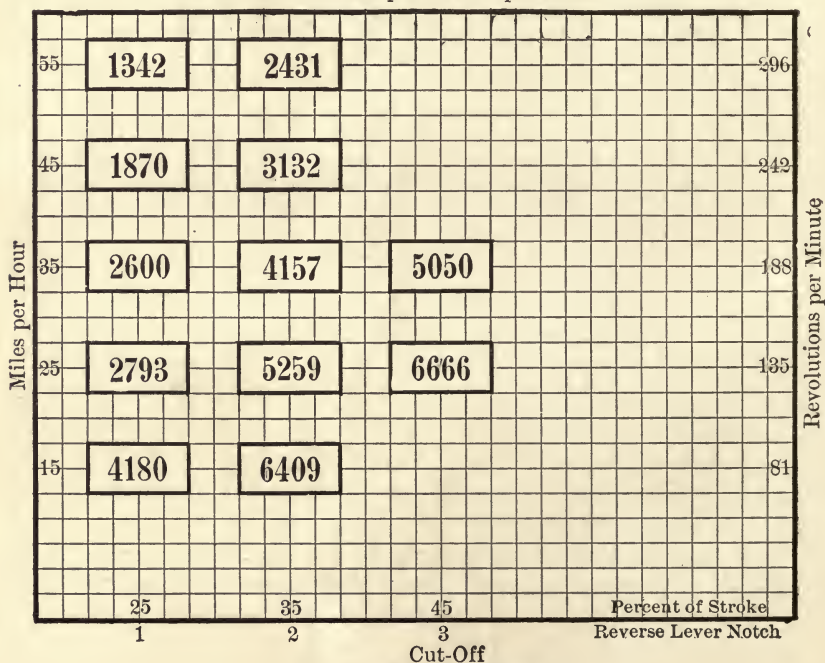 55 1342 2431 296
45 1870 3132 242
Miles per Hour
35 2600 4157 5050 188
Revolutions per Minute
25 2793 5259 6666 135
15 4180 6409 81
25 35 45 Percent of Stroke
1 2 3 Reverse Lever Notch
Cut-Off